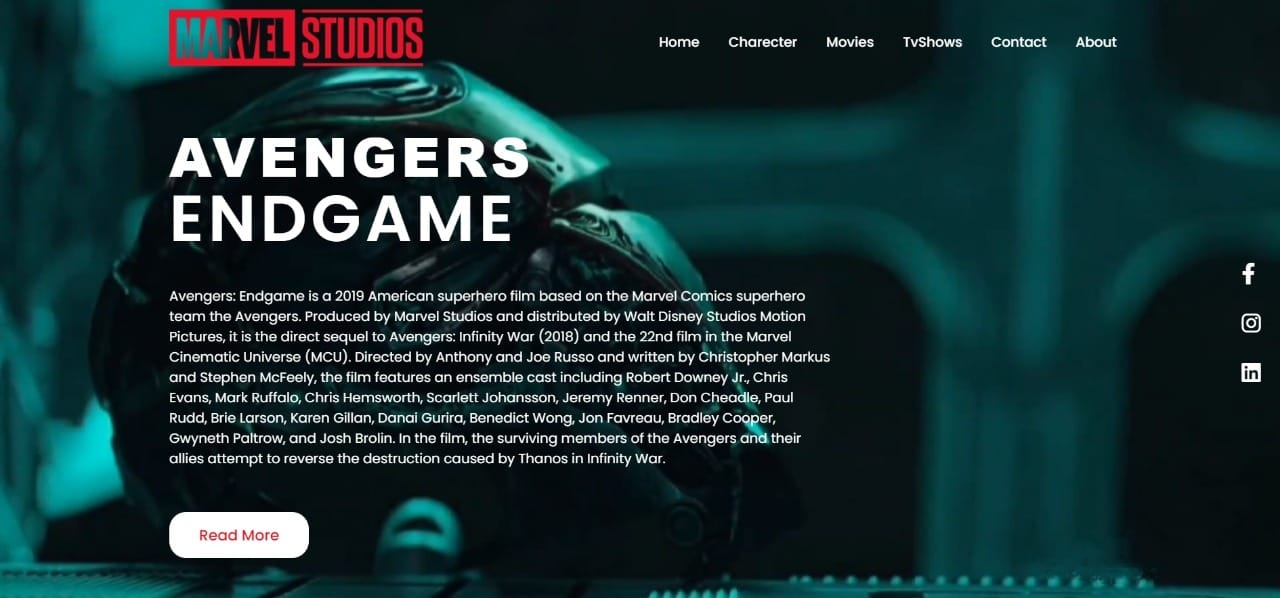 MARVEL STUDIOS
Home Charecter Movies TvShows Contact About
AVENGERS
ENDGAME
Avengers: Endgame is a 2019 American superhero film based on the Marvel Comics superhero
team the Avengers. Produced by Marvel Studios and distributed by Walt Disney Studios Motion
Pictures, it is the direct sequel to Avengers: Infinity War (2018) and the 22nd film in the Marvel
Cinematic Universe (MCU). Directed by Anthony and Joe Russo and written by Christopher Markus
and Stephen McFeely, the film features an ensemble cast including Robert Downey Jr., Chris
Evans, Mark Ruffalo, Chris Hemsworth, Scarlett Johansson, Jeremy Renner, Don Cheadle, Paul
Rudd, Brie Larson, Karen Gillan, Danai Gurira, Benedict Wong, Jon Favreau, Bradley Cooper,
Gwyneth Paltrow, and Josh Brolin. In the film, the surviving members of the Avengers and their
allies attempt to reverse the destruction caused by Thanos in Infinity War.
Read More